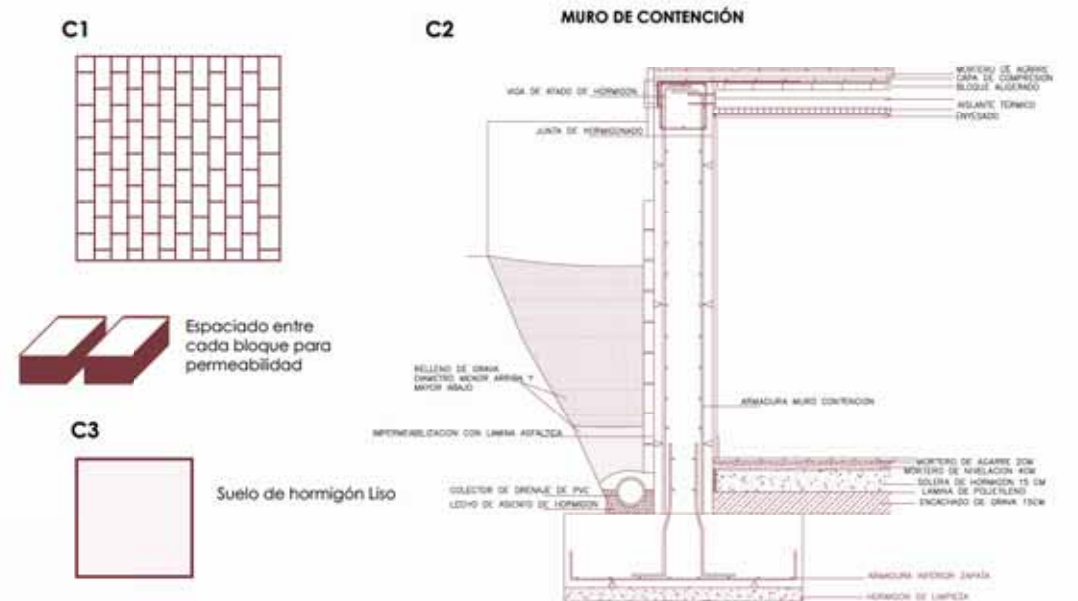 C1
Espaciado entre
cada bloque para
permeabilidad
C3
Suelo de hormigón Liso
C2
MURO DE CONTENCIÓN
VIGA DE ATADO DE HORMIGON
JUNTA DE HORMIGONADO
RELLENO DE GRAVA
DIAMETRO MENOR ARRIBA Y
MAYOR ABAJO
IMPERMEABILIZACION CON LAMINA ASFALTICA
COLECTOR DE DRENAJE DE PVC
LECHO DE ASIENTO DE HORMIGON
MORTERO DE AGARRE
CAPA DE COMPRESION
BLOQUE ALIGERADO
AISLANTE TERMICO
ENYESADO
ARMADURA MURO CONTENCION
MORTERO DE AGARRE 2CM
MORTERO DE NIVELACION 4CM
SOLERA DE HORMIGON 15 CM
LAMINA DE POLIETILENO
ENCACHADO DE GRAVA 15CM
ARMADURA INFERIOR ZAPATA
HORMIGON DE LIMPIEZA